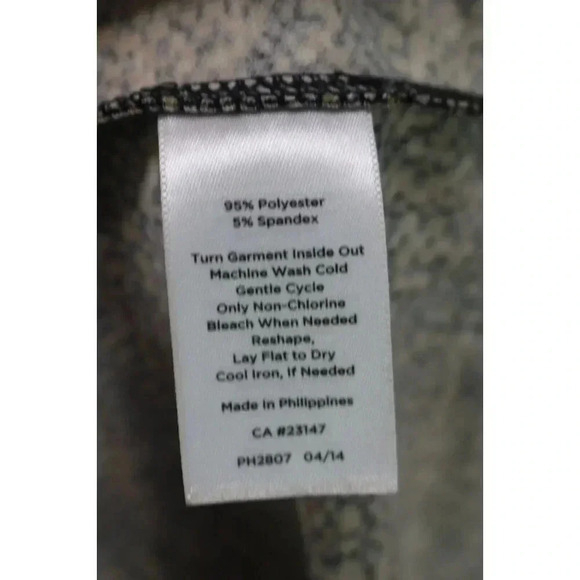 95% Polyester
5% Spandex
Turn Garment Inside Out
Machine Wash Cold
Gentle Cycle
Only Non-Chlorine
Bleach When Needed
Reshape,
Lay Flat to Dry
Cool Iron, If Needed
Made in Philippines
CA #23147
PH2807 04/14